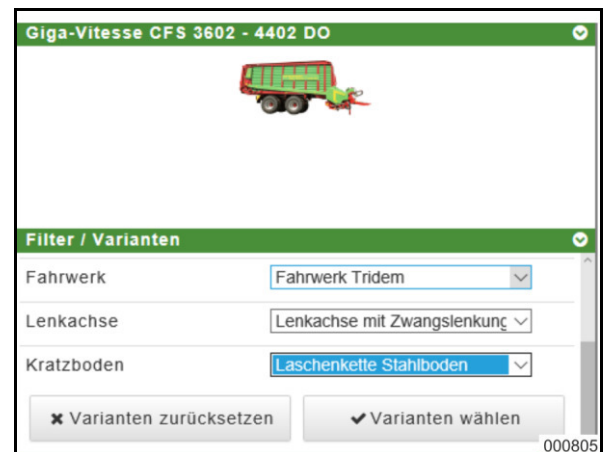 Giga-Vitesse CFS 3602 - 4402 DO
Filter / Varianten
Fahrwerk Fahrwerk Tridem
Lenkachse Lenkachse mit Zwangslenkung
Kratzboden Laschenkette Stahlboden
Varianten zurücksetzen Varianten wählen
000805